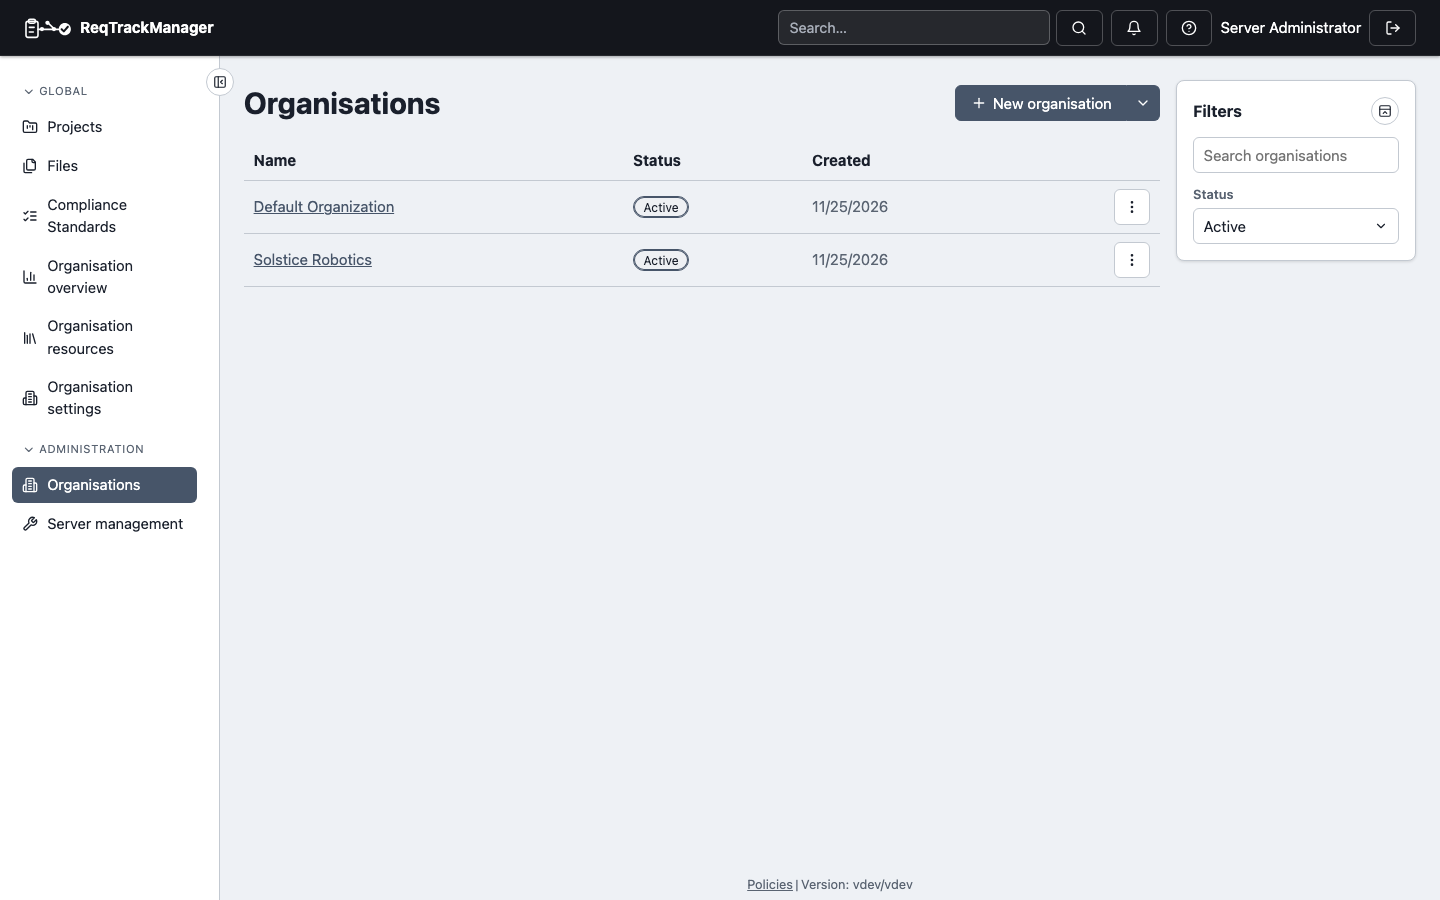 ReqTrackManager
Search...
Server Administrator
GLOBAL
Projects
Files
Compliance
Standards
Organisation
overview
Organisation
resources
Organisation
settings
ADMINISTRATION
Organisations
Server management
Organisations
New organisation
Name Status Created
Default Organization Active 11/25/2026
Solstice Robotics Active 11/25/2026
Filters
Search organisations
Status
Active
Policies | Version: vdev/vdev